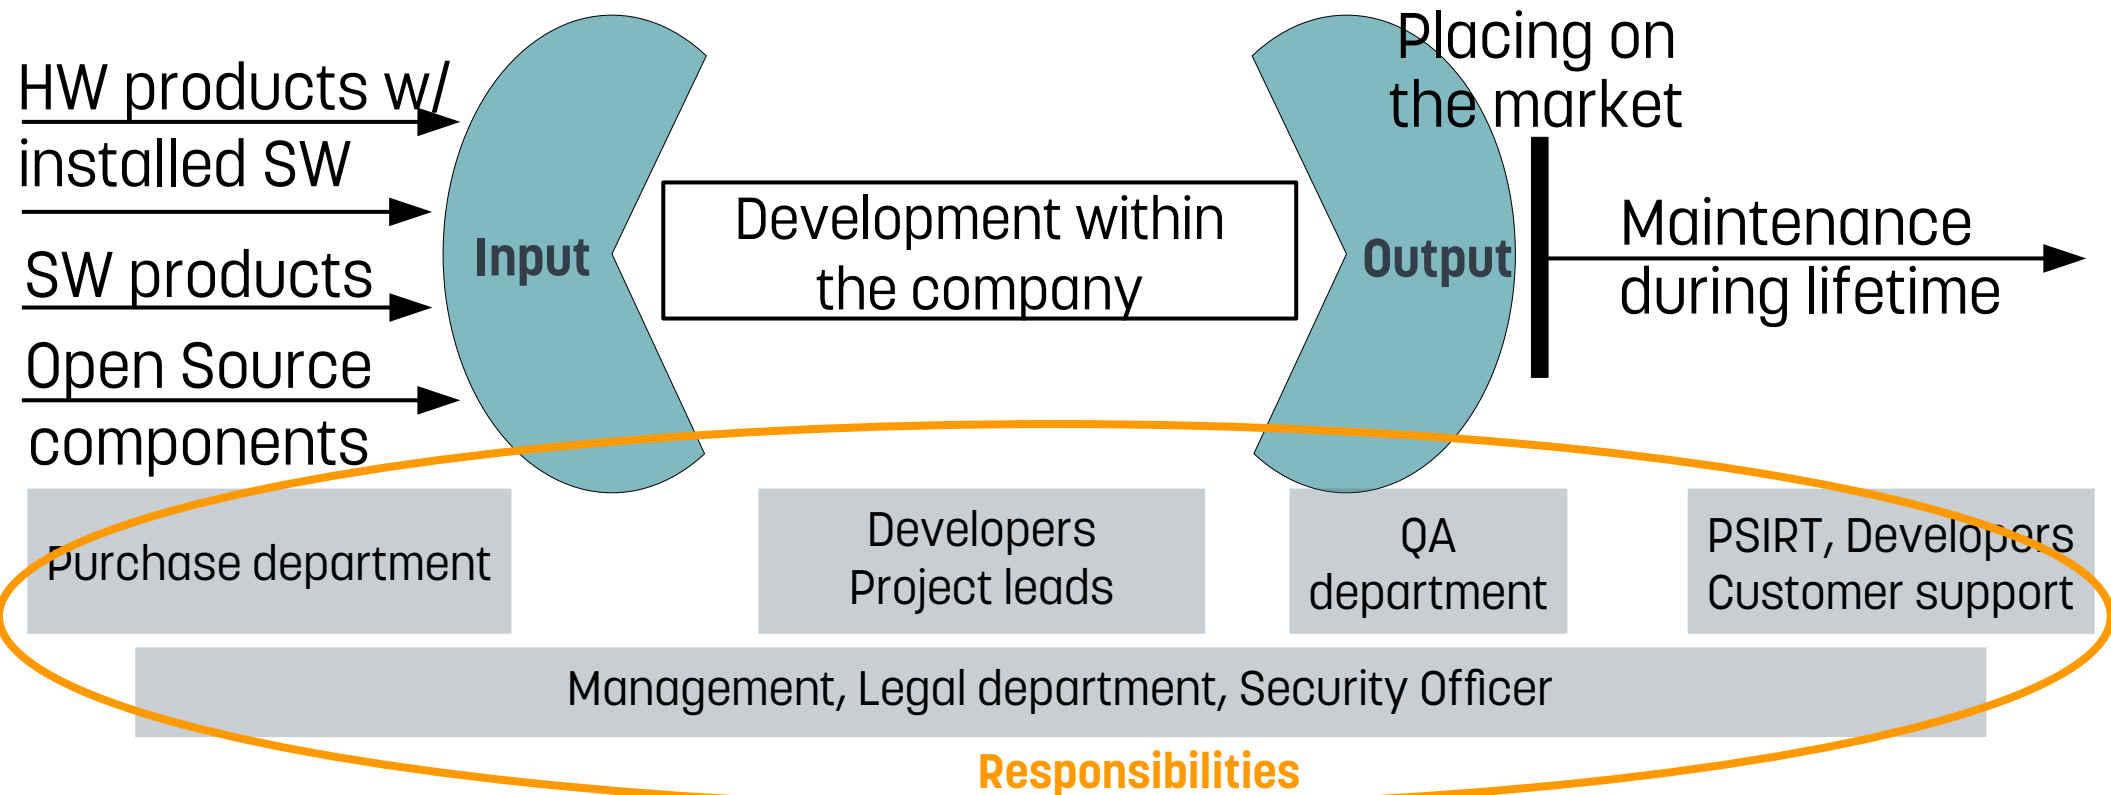 HW products w/
installed SW
SW products
Open Source
components
Input
Development within
the company
Output
Placing on
the market
Maintenance
during lifetime
Purchase department
Developers
Project leads
QA
department
PSIRT, Developers
Customer support
Management, Legal department, Security Officer
Responsibilities